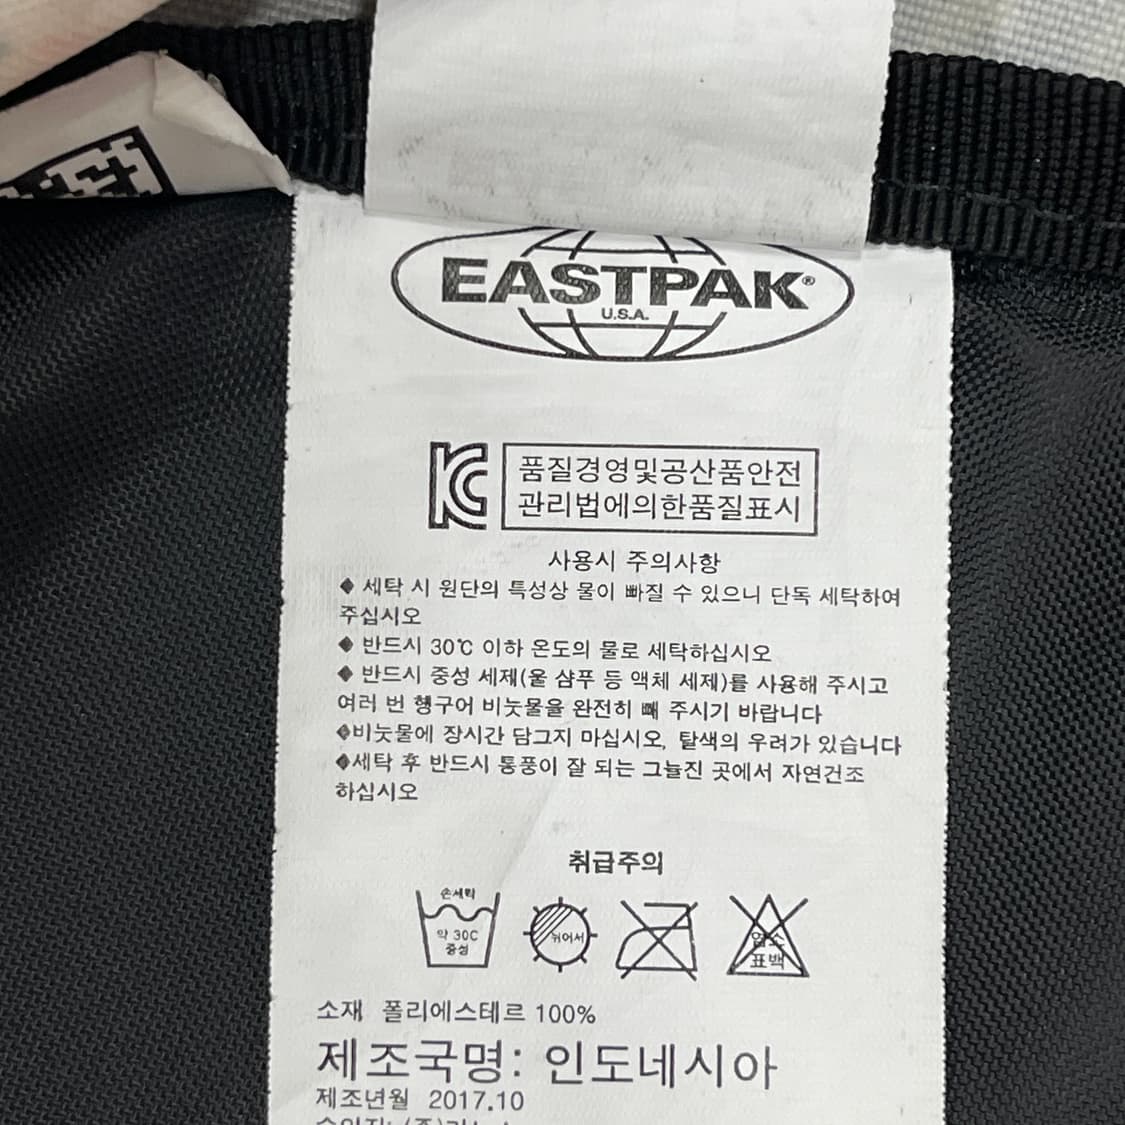 EASTPAK®
U.S.A.
품질경영및공산품안전
관리법에의한품질표시
사용시 주의사항
◆ 세탁 시 원단의 특성상 물이 빠질 수 있으니 단독 세탁하여
주십시오
◆ 반드시 30℃ 이하 온도의 물로 세탁하십시오
◆ 반드시 중성 세제(울 샴푸 등 액체 세제)를 사용해 주시고
여러 번 헹구어 비눗물을 완전히 빼 주시기 바랍니다
◆비눗물에 장시간 담그지 마십시오, 탈색의 우려가 있습니다
◆세탁 후 반드시 통풍이 잘 되는 그늘진 곳에서 자연건조
하십시오
취급주의
손세탁
약 30C
중성
뉘어서
염소
표백
소재 폴리에스테르 100%
제조국명: 인도네시아
제조년월 2017.10